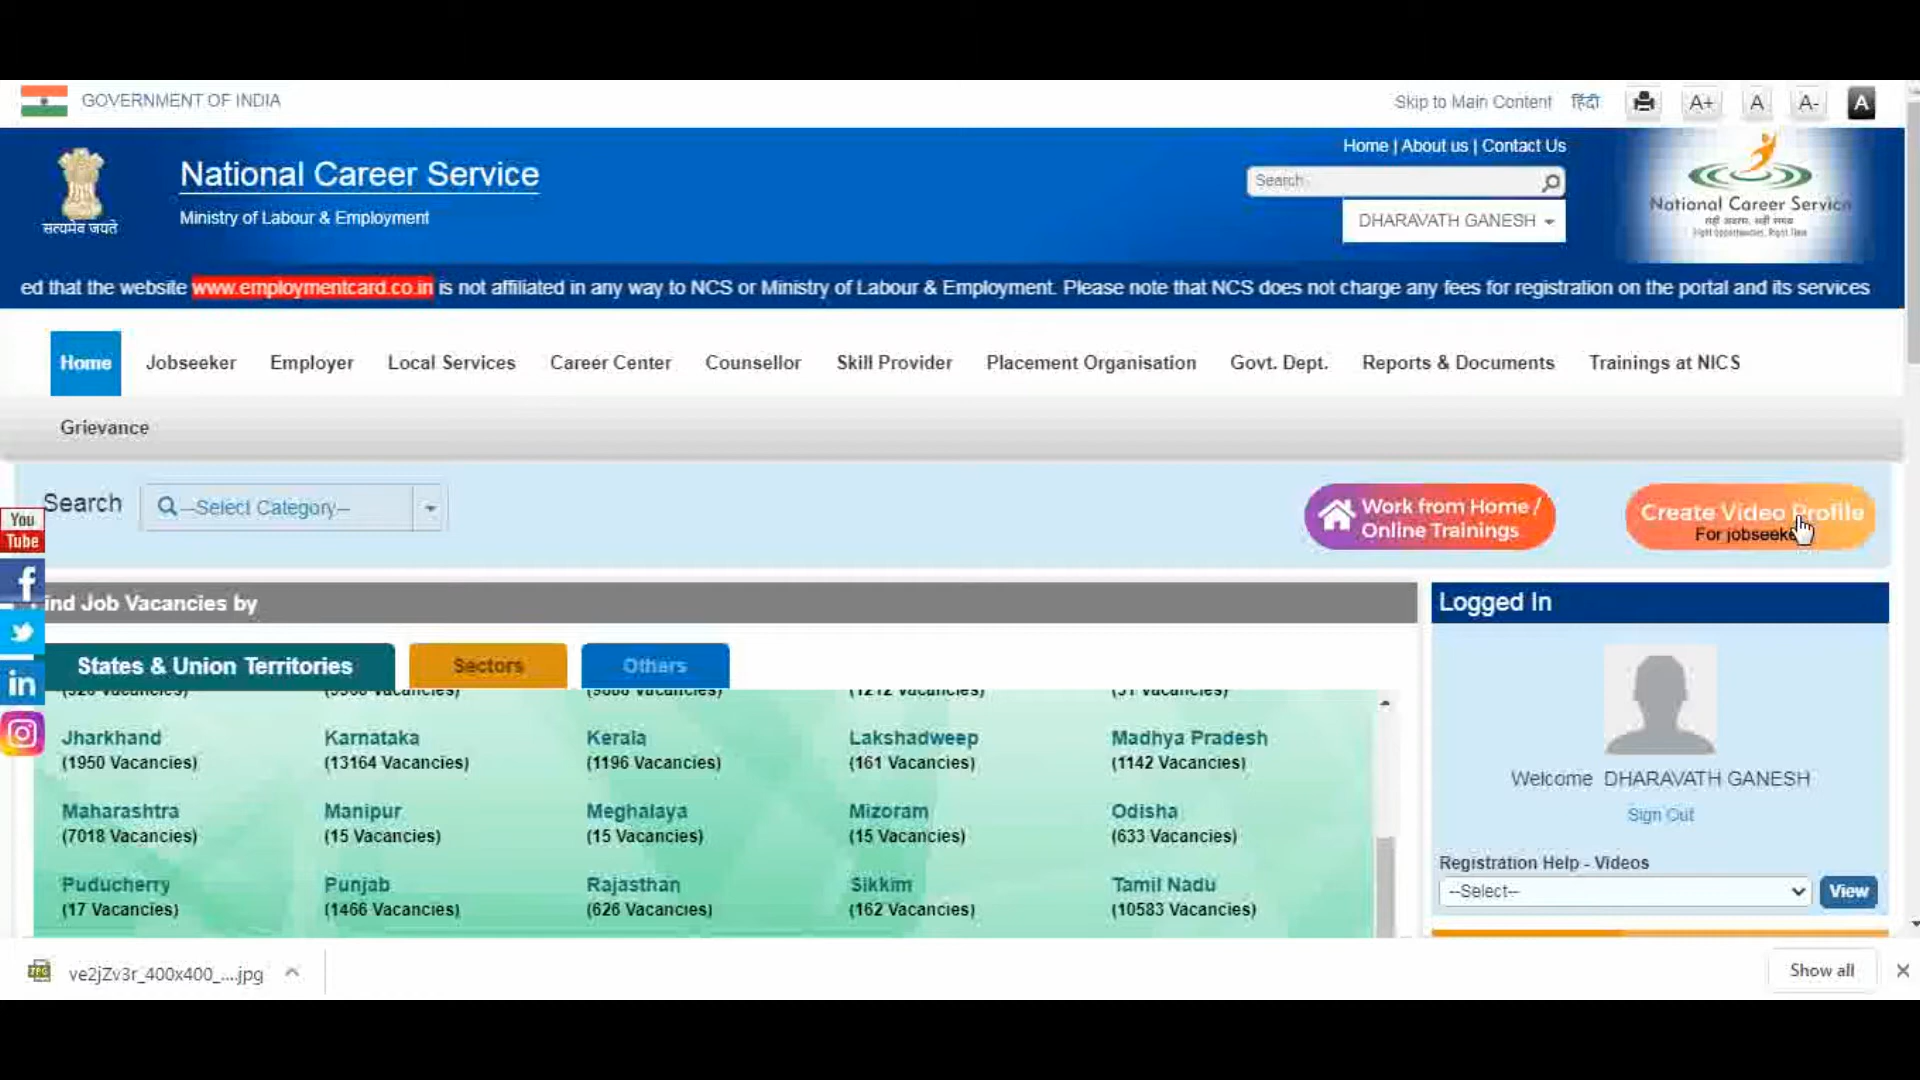 GOVERNMENT OF INDIA
Skip to Main Content हिंदी A+ A A- A
सत्यमेव जयते
National Career Service
Ministry of Labour & Employment
Home | About us | Contact Us
Search
DHARAVATH GANESH
National Career Service
ed that the website www.employmentcard.co.in is not affiliated in any way to NCS or Ministry of Labour & Employment. Please note that NCS does not charge any fees for registration on the portal and its services
Home Jobseeker Employer Local Services Career Center Counsellor Skill Provider Placement Organisation Govt. Dept. Reports & Documents Trainings at NICS
Grievance
Search --Select Category--
Work from Home /
Online Trainings
Create Video Profile
For jobseeke
You
Tube
f
in
ind Job Vacancies by
Logged In
States & Union Territories Sectors Others
Jharkhand Karnataka Kerala Lakshadweep Madhya Pradesh
(1950 Vacancies) (13164 Vacancies) (1196 Vacancies) (161 Vacancies) (1142 Vacancies)
Maharashtra Manipur Meghalaya Mizoram Odisha
(7018 Vacancies) (15 Vacancies) (15 Vacancies) (15 Vacancies) (633 Vacancies)
Puducherry Punjab Rajasthan Sikkim Tamil Nadu
(17 Vacancies) (1466 Vacancies) (626 Vacancies) (162 Vacancies) (10583 Vacancies)
Welcome DHARAVATH GANESH
Sign Out
Registration Help - Videos
--Select-- View
ve2jZv3r_400x400_....jpg
Show all